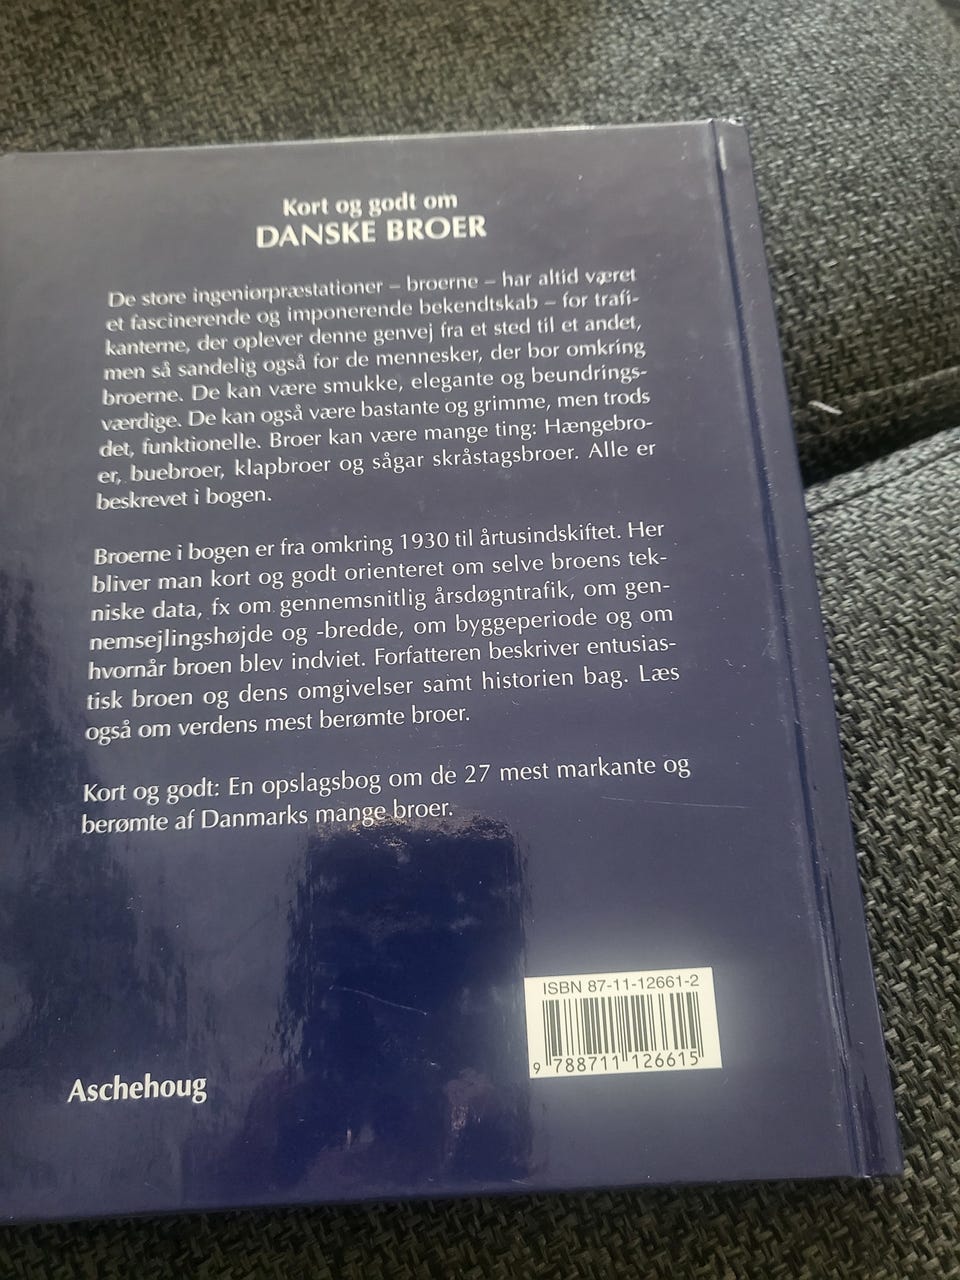 Kort og godt om
DANSKE BROER
De store ingeniorpræstationer – broerne – har altid været
et fascinerende og imponerende bekendtskab – for trafi-
kanterne, der oplever denne genvej fra et sted til et andet,
men så sandelig også for de mennesker, der bor omkring
broerne. De kan være smukke, elegante og beundrings-
værdige. De kan også være bastante og grimme, men trods
det, funktionelle. Broer kan være mange ting: Hængebro-
er, buebroer, klapbroer og sågar skråstagsbroer. Alle er
beskrevet i bogen.
Broerne i bogen er fra omkring 1930 til årtusindskiftet. Her
bliver man kort og godt orienteret om selve broens tek-
niske data, fx om gennemsnitlig årsdøgntrafik, om gen-
nemsejlingshøjde og -bredde, om byggeperiode og om
hvornår broen blev indviet. Forfatteren beskriver entusias-
tisk broen og dens omgivelser samt historien bag. Læs
også om verdens mest berømte broer.
Kort og godt: En opslagsbog om de 27 mest markante og
berømte af Danmarks mange broer.
ISBN 87-11-12661-2
9 788711 126615
Aschehoug